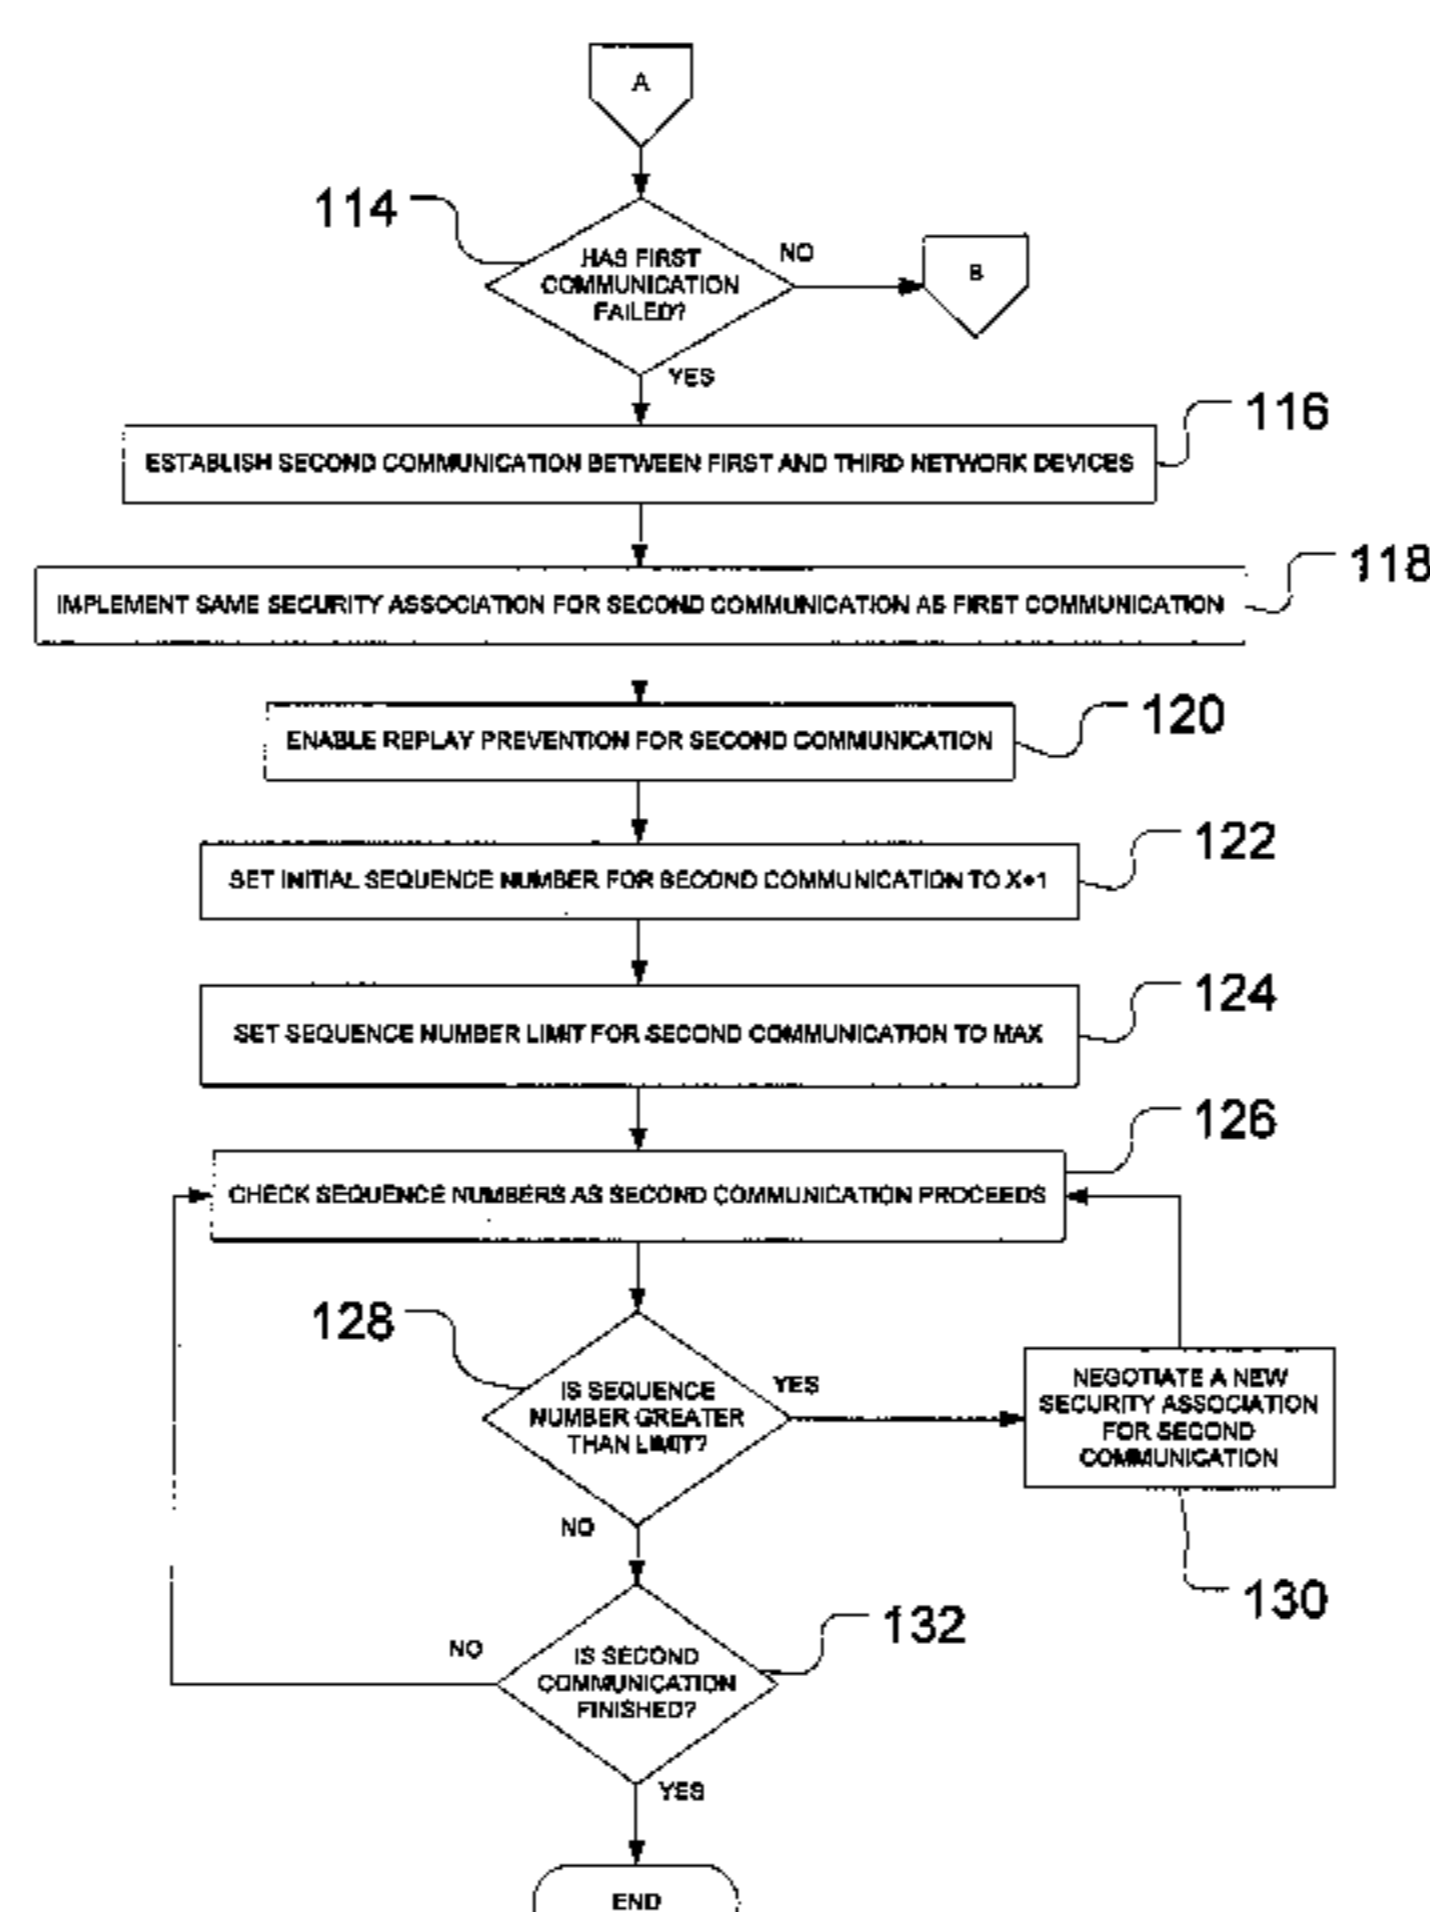 A
114
HAS FIRST
COMMUNICATION
FAILED?
NO
B
YES
116
ESTABLISH SECOND COMMUNICATION BETWEEN FIRST AND THIRD NETWORK DEVICES
118
IMPLEMENT SAME SECURITY ASSOCIATION FOR SECOND COMMUNICATION AS FIRST COMMUNICATION
120
ENABLE REPLAY PREVENTION FOR SECOND COMMUNICATION
122
SET INITIAL SEQUENCE NUMBER FOR SECOND COMMUNICATION TO X+1
124
SET SEQUENCE NUMBER LIMIT FOR SECOND COMMUNICATION TO MAX
126
CHECK SEQUENCE NUMBERS AS SECOND COMMUNICATION PROCEEDS
128
IS SEQUENCE
NUMBER GREATER
THAN LIMIT?
YES
NEGOTIATE A NEW
SECURITY ASSOCIATION
FOR SECOND
COMMUNICATION
NO
130
132
NO
IS SECOND
COMMUNICATION
FINISHED?
YES
END